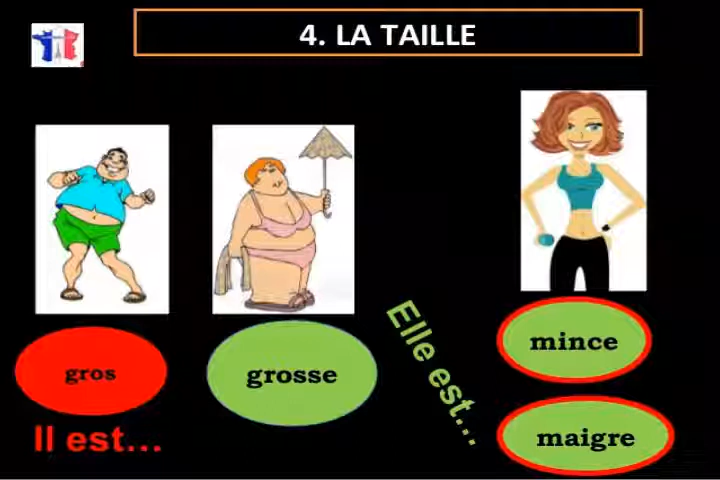 4. LA TAILLE
gros
Il est...
grosse
Elle est...
mince
maigre